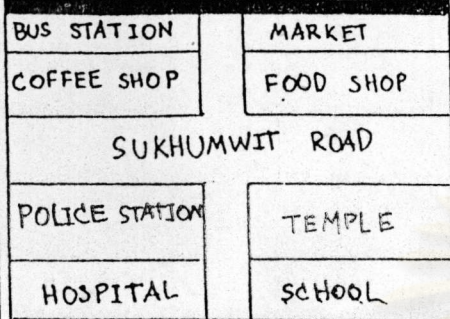 BUS STATION MARKET
COFFEE SHOP FOOD SHOP
SUKHUMWIT ROAD
POLICE STATION TEMPLE
HOSPITAL SCHOOL